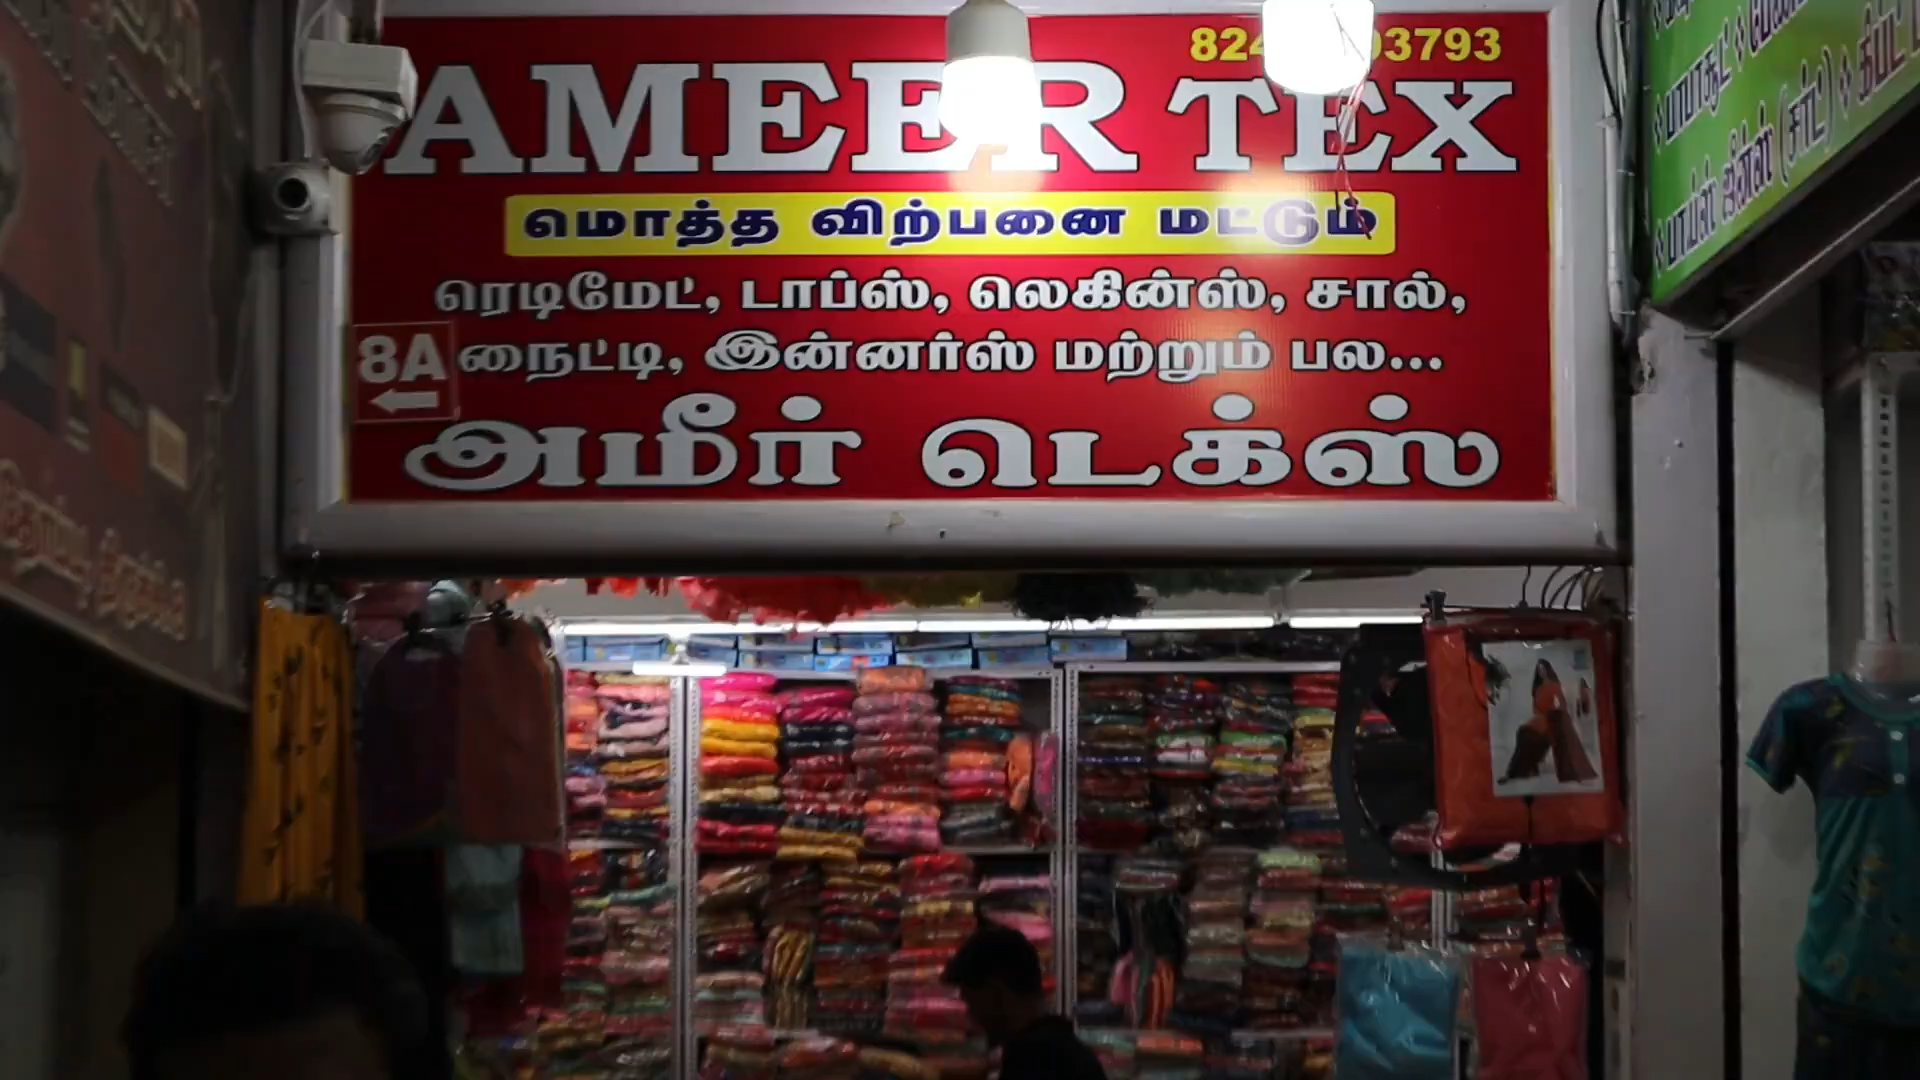 AMEER TEX
மொத்த விற்பனை மட்டும்
ரெடிமேட், டாப்ஸ், லெகின்ஸ், சால்,
8A
நைட்டி, இன்னர்ஸ் மற்றும் பல...
அமீர் டெக்ஸ்
பாபாசூட்
பாய்ஸ் ஜீன்ஸ் (சார்ட்)